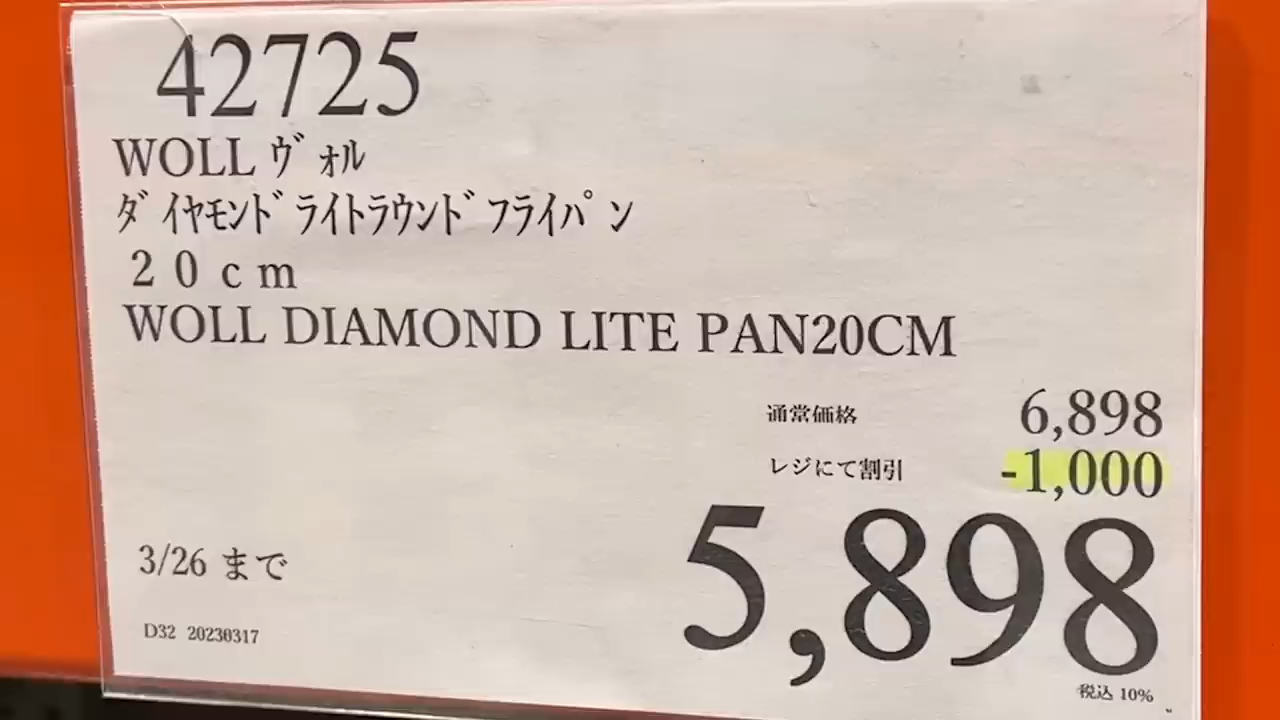 42725
WOLL ヴォル
ダイヤモンドライトラウンドフライパン
20cm
WOLL DIAMOND LITE PAN20CM
通常価格 6,898
レジにて割引 -1,000
5,898
3/26 まで
D32 20230317
税込 10%